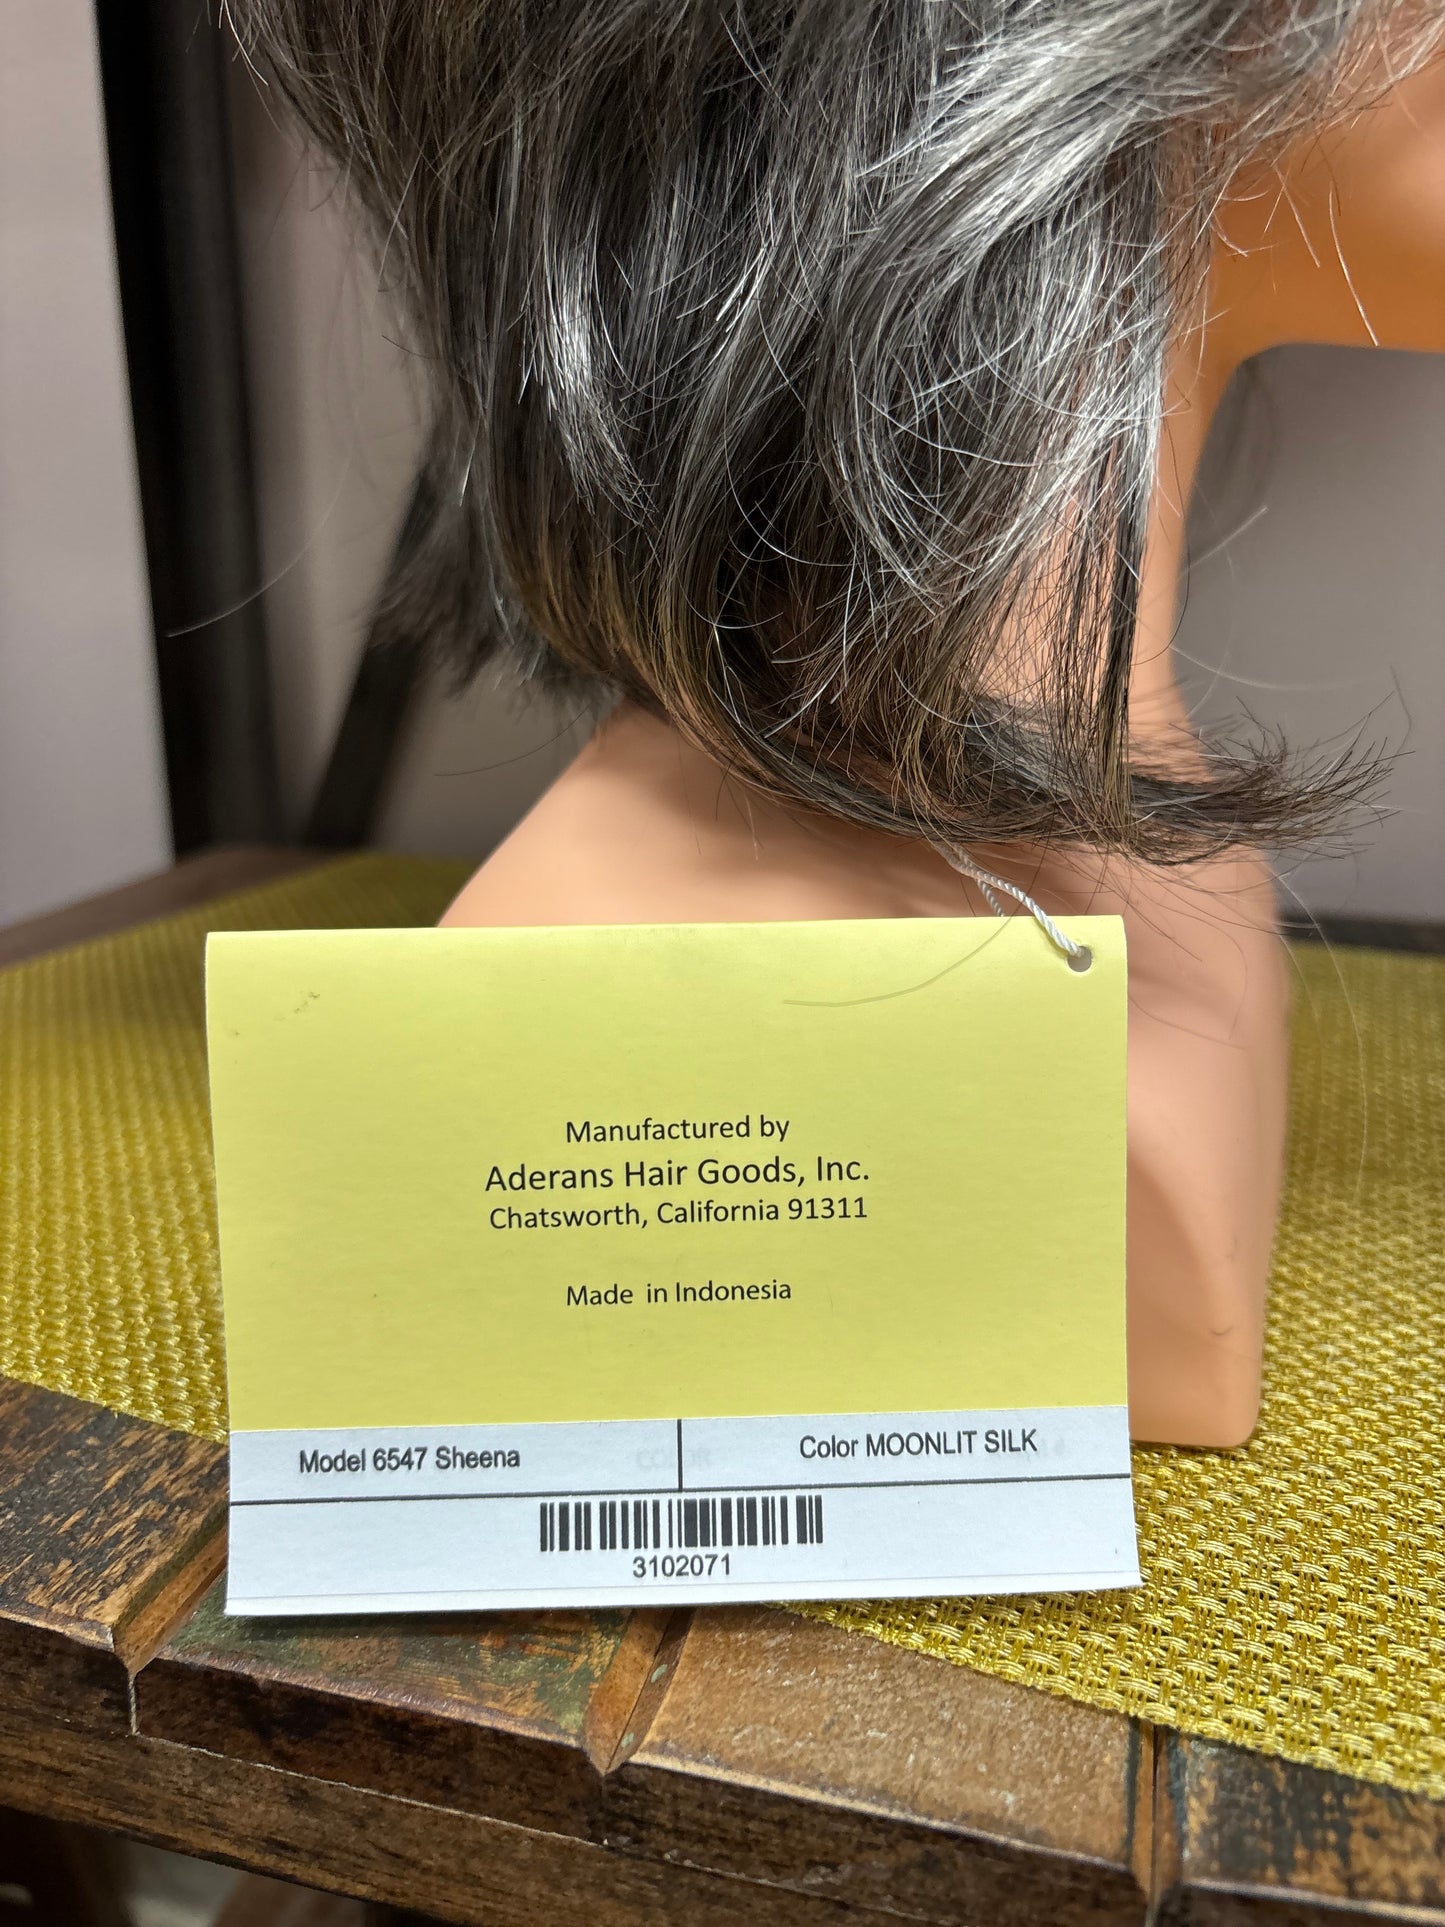 Manufactured by
Aderans Hair Goods, Inc.
Chatsworth, California 91311
Made in Indonesia
Model 6547 Sheena
Color MOONLIT SILK
3102071